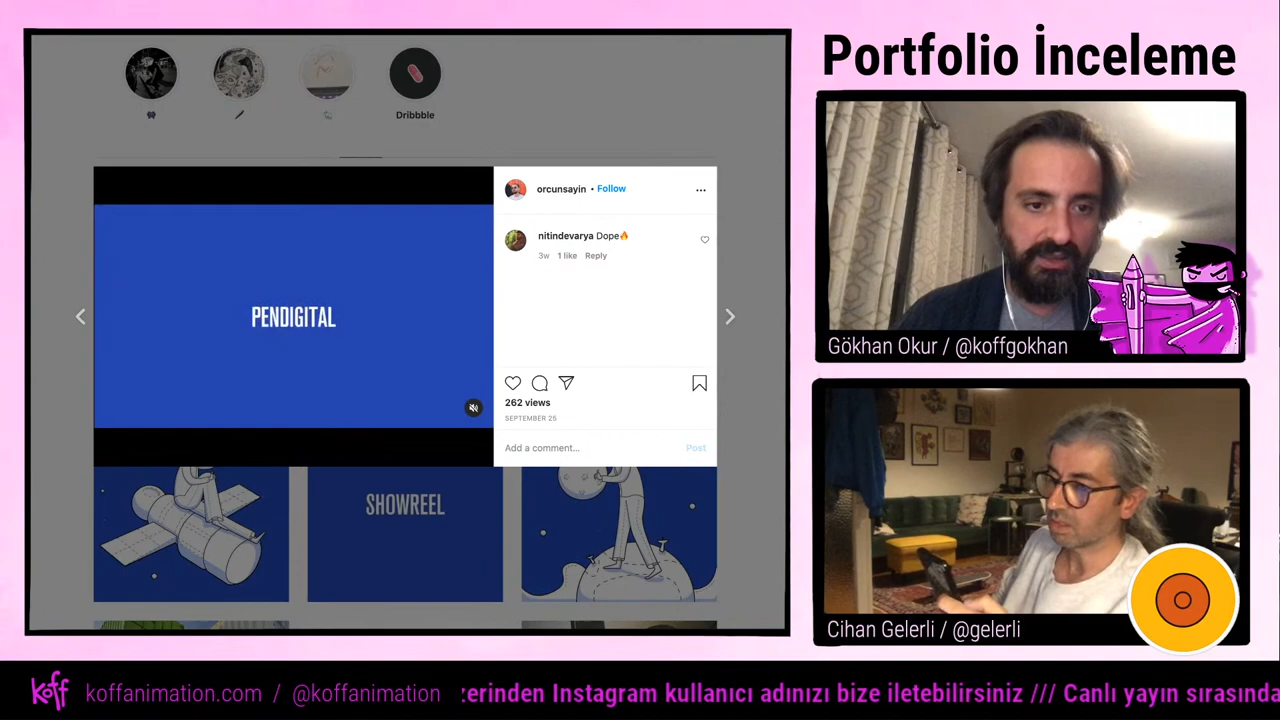 Portfolio İnceleme
Dribbble
orcunsayin • Follow
nitindevarya Dope🔥
3w 1 like Reply
PENDIGITAL
262 views
SEPTEMBER 25
Add a comment... Post
SHOWREEL
Gökhan Okur / @koffgokhan
Cihan Gelerli / @gelerli
koff koffanimation.com / @koffanimation
zerinden Instagram kullanıcı adınızı bize iletebilirsiniz /// Canlı yayın sırasında